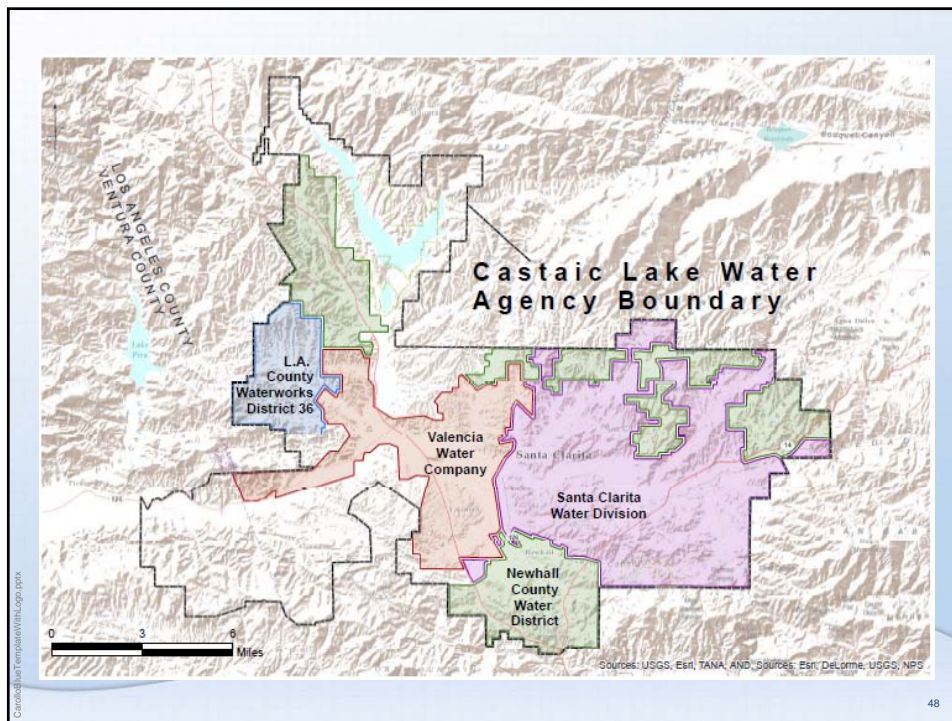 LOS ANGELES COUNTY
VENTURA COUNTY
Bouquet Canyon
Castaic Lake Water
Agency Boundary
Lake
Piru
L.A.
County
Waterworks
District 36
Valencia
Water
Company
Santa Clarita
Santa Clarita
Water Division
14
126
Newhall
Newhall
County
Water
District
0 3 6
Miles
Sources: USGS, Esri, TANA, AND, Sources: Esri, DeLorme, USGS, NPS
CarolloBlueTemplateWithLogo.pptx
48